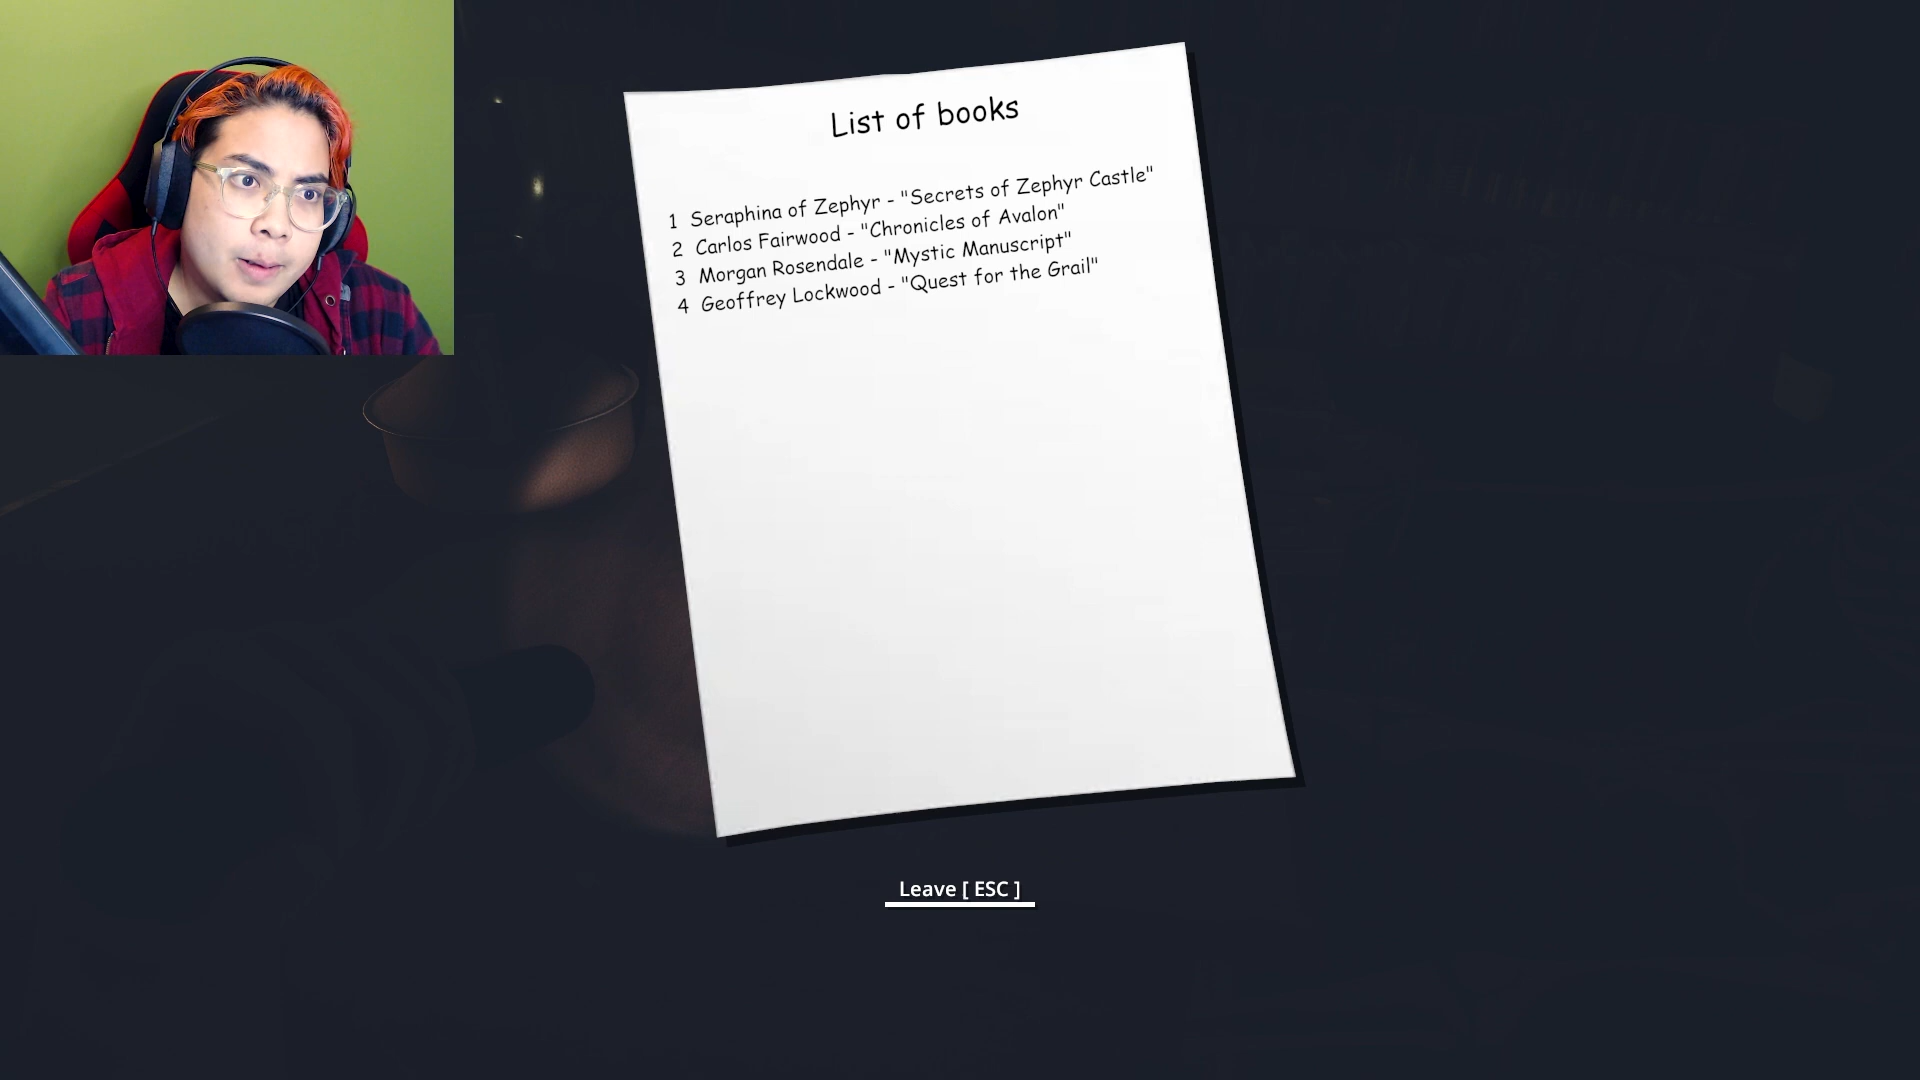 List of books
1 Seraphina of Zephyr - "Secrets of Zephyr Castle"
2 Carlos Fairwood - "Chronicles of Avalon"
3 Morgan Rosendale - "Mystic Manuscript"
4 Geoffrey Lockwood - "Quest for the Grail"
Leave [ ESC ]